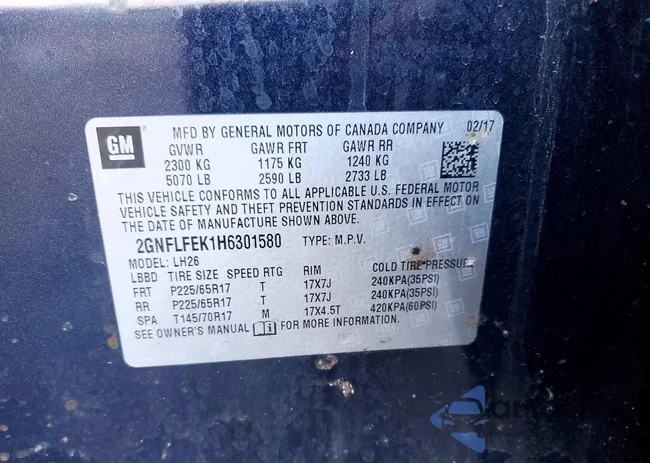 GM
MFD BY GENERAL MOTORS OF CANADA COMPANY 02/17
GVWR GAWR FRT GAWR RR
2300 KG 1175 KG 1240 KG
5070 LB 2590 LB 2733 LB
THIS VEHICLE CONFORMS TO ALL APPLICABLE U.S. FEDERAL MOTOR
VEHICLE SAFETY AND THEFT PREVENTION STANDARDS IN EFFECT ON
THE DATE OF MANUFACTURE SHOWN ABOVE.
2GNFLFEK1H6301580 TYPE: M.P.V.
MODEL: LH26
LBBD TIRE SIZE SPEED RTG RIM COLD TIRE PRESSURE
FRT P225/65R17 T 17X7J 240KPA(35PSI)
RR P225/65R17 T 17X7J 240KPA(35PSI)
SPA T145/70R17 17X4.5T 420KPA(60PSI)
SEE OWNER'S MANUAL FOR MORE INFORMATION.